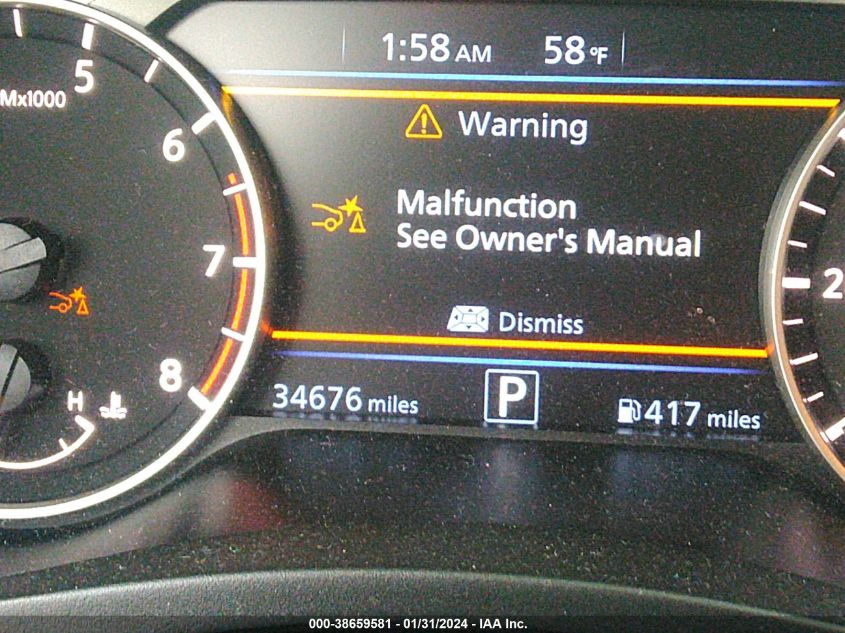 1:58 AM 58°F
5
Mx1000
6
Warning
Malfunction
See Owner's Manual
7
2
Dismiss
8
H
34676 miles P 417 miles
000-38659581 / 01/31/2024 - IAA Inc.